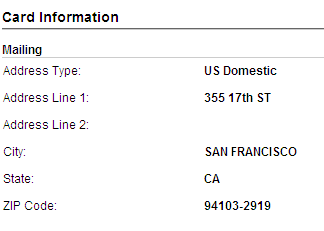 Card Information
Mailing
Address Type: US Domestic
Address Line 1: 355 17th ST
Address Line 2:
City: SAN FRANCISCO
State: CA
ZIP Code: 94103-2919